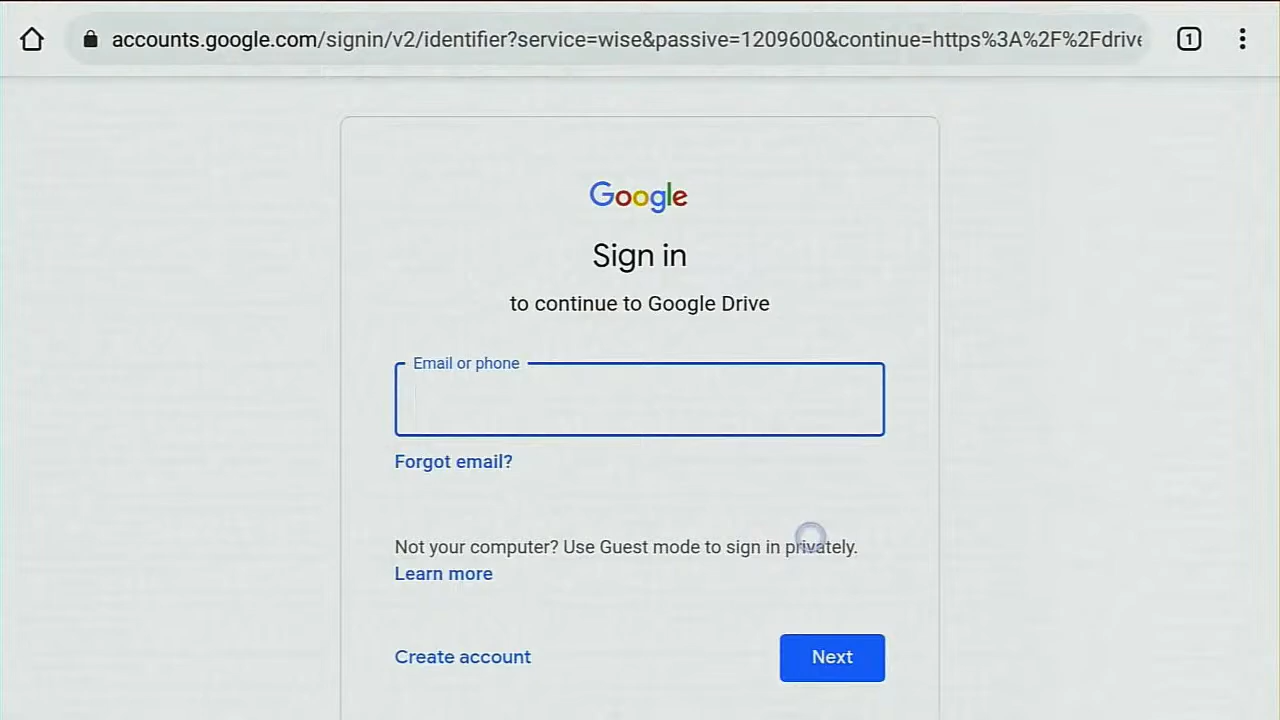 accounts.google.com/signin/v2/identifier?service=wise&passive=1209600&continue=https%3A%2F%2Fdrive
1
Google
Sign in
to continue to Google Drive
Email or phone
Forgot email?
Not your computer? Use Guest mode to sign in privately.
Learn more
Create account
Next